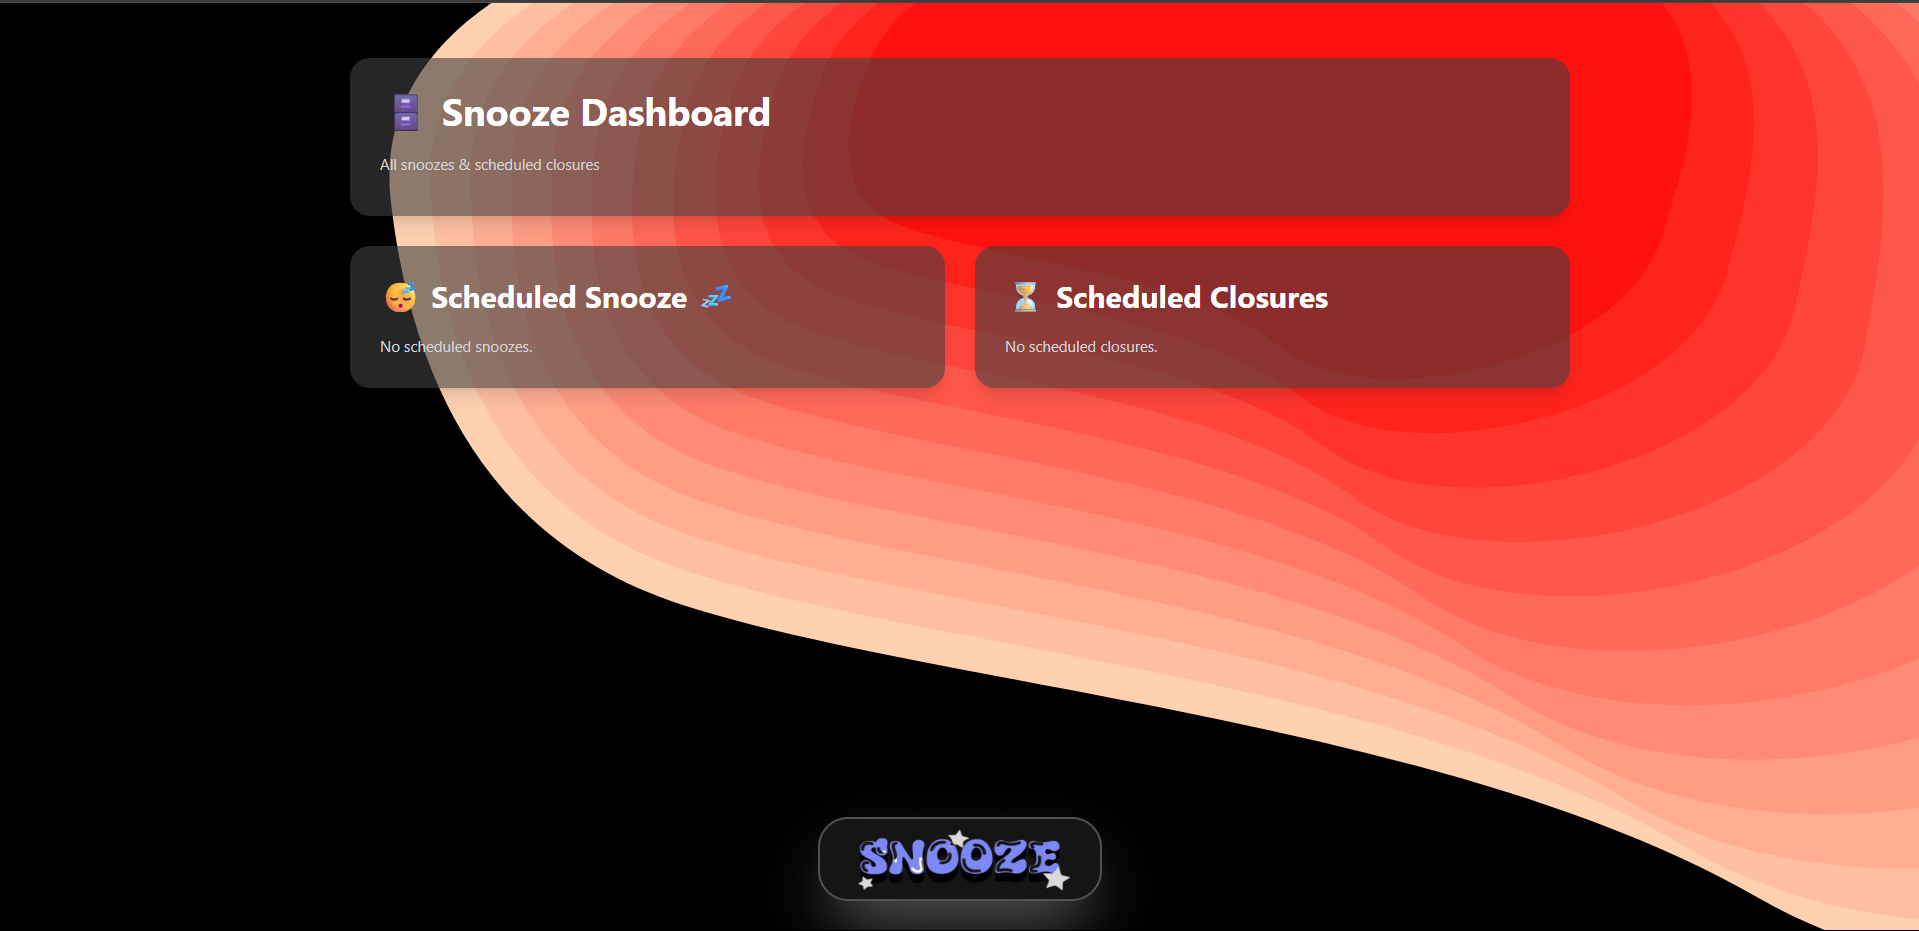 Snooze Dashboard
All snoozes & scheduled closures
Scheduled Snooze
No scheduled snoozes.
Scheduled Closures
No scheduled closures.
SNOOZE